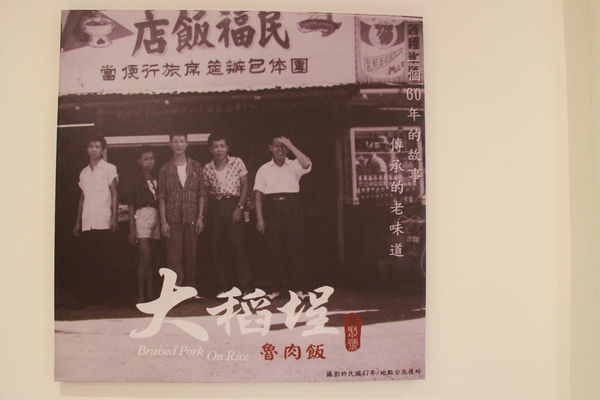 民福飯店
團体包辦筵席旅行便當
一個60年的故事
傳承的老味道
大稻埕
Braised Pork On Rice
魯肉飯
攝影於民國47年/地點台北後站